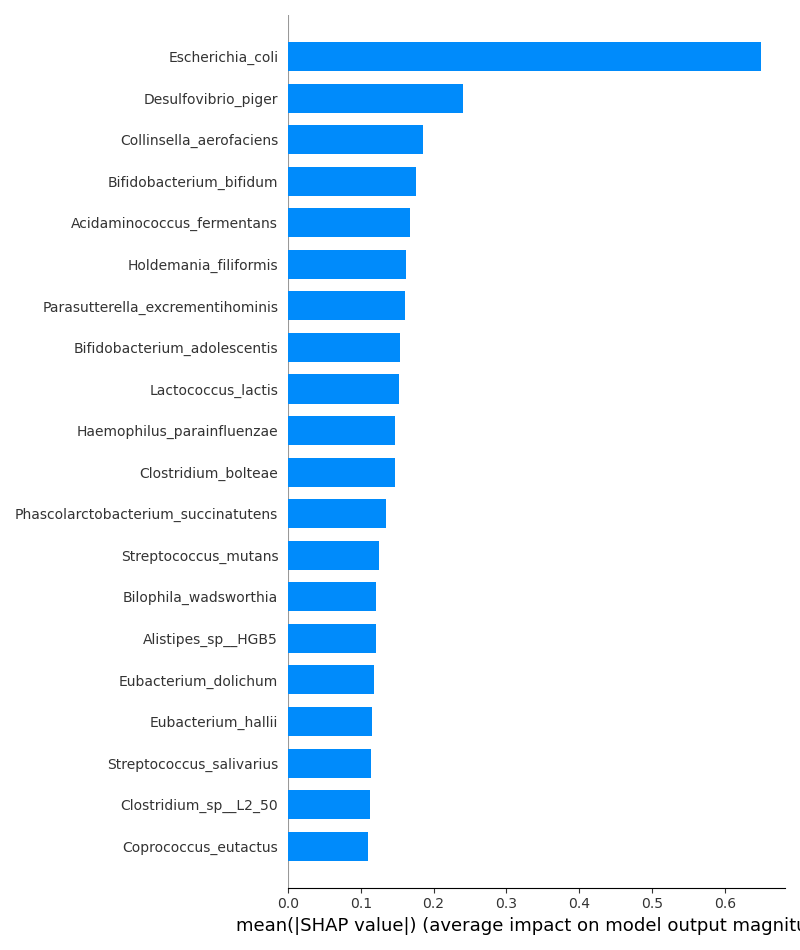 Escherichia_coli
Desulfovibrio_piger
Collinsella_aerofaciens
Bifidobacterium_bifidum
Acidaminococcus_fermentans
Holdemania_filiformis
Parasutterella_excrementihominis
Bifidobacterium_adolescentis
Lactococcus_lactis
Haemophilus_parainfluenzae
Clostridium_bolteae
Phascolarctobacterium_succinatutens
Streptococcus_mutans
Bilophila_wadsworthia
Alistipes_sp__HGB5
Eubacterium_dolichum
Eubacterium_hallii
Streptococcus_salivarius
Clostridium_sp__L2_50
Coprococcus_eutactus
0.0 0.1 0.2 0.3 0.4 0.5 0.6
mean(|SHAP value|) (average impact on model output magnitu